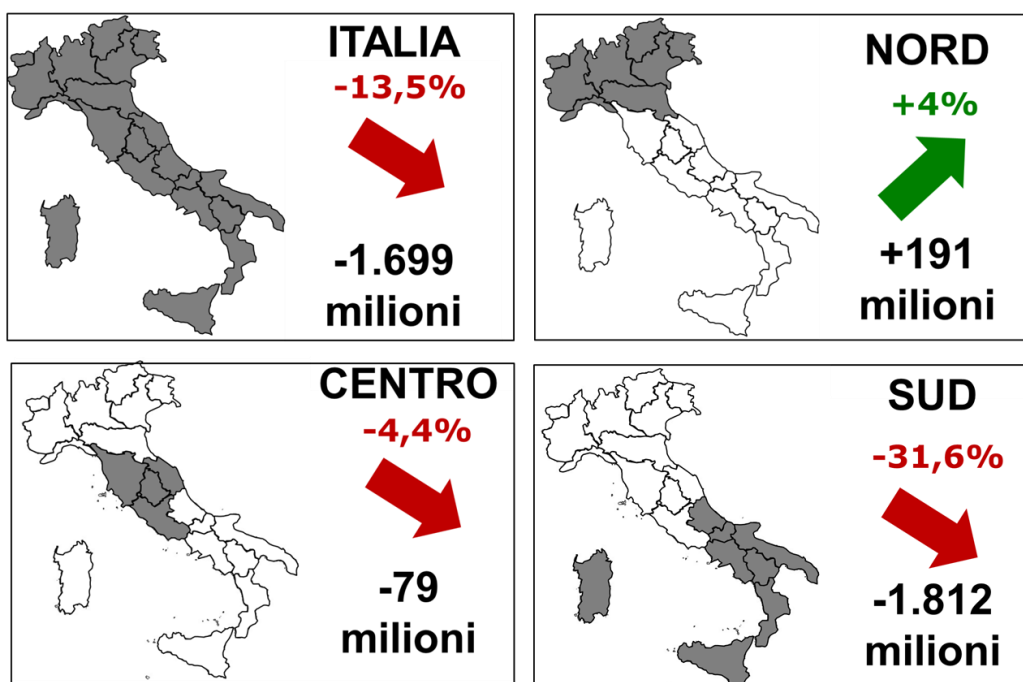 ITALIA
-13,5%
-1.699
milioni
NORD
+4%
+191
milioni
CENTRO
-4,4%
-79
milioni
SUD
-31,6%
-1.812
milioni